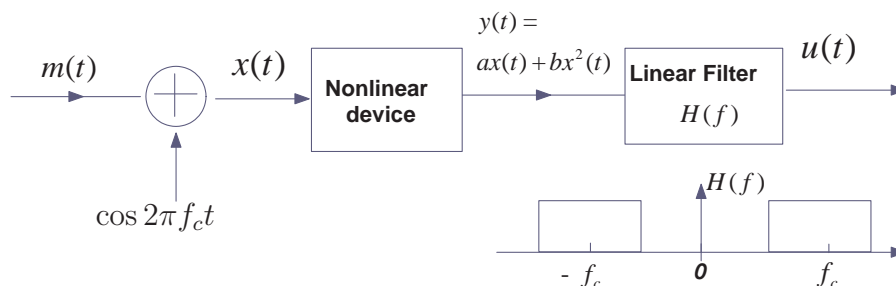 m(t)
x(t)
Nonlinear
device
y(t) =
ax(t)+bx²(t)
Linear Filter
H(f)
u(t)
cos 2πf_c t
H(f)
- f_c
0
f_c